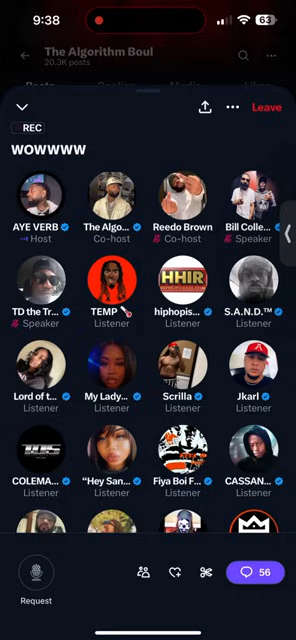 9:38
63
The Algorithm Boul
20.3K posts
Leave
REC
WOWWWW
AYE VERB
The Algo...
Reedo Brown
Bill Colle...
Host
Co-host
Co-host
Speaker
HHIR
TD the Tr...
TEMP
hiphopis...
S.A.N.D.™
Speaker
Listener
Listener
Listener
Lord of t...
My Lady...
Scrilla
Jkarl
Listener
Listener
Listener
Listener
COLEMA...
"Hey San...
Fiya Boi F...
CASSAN...
Listener
Listener
Listener
Listener
56
Request